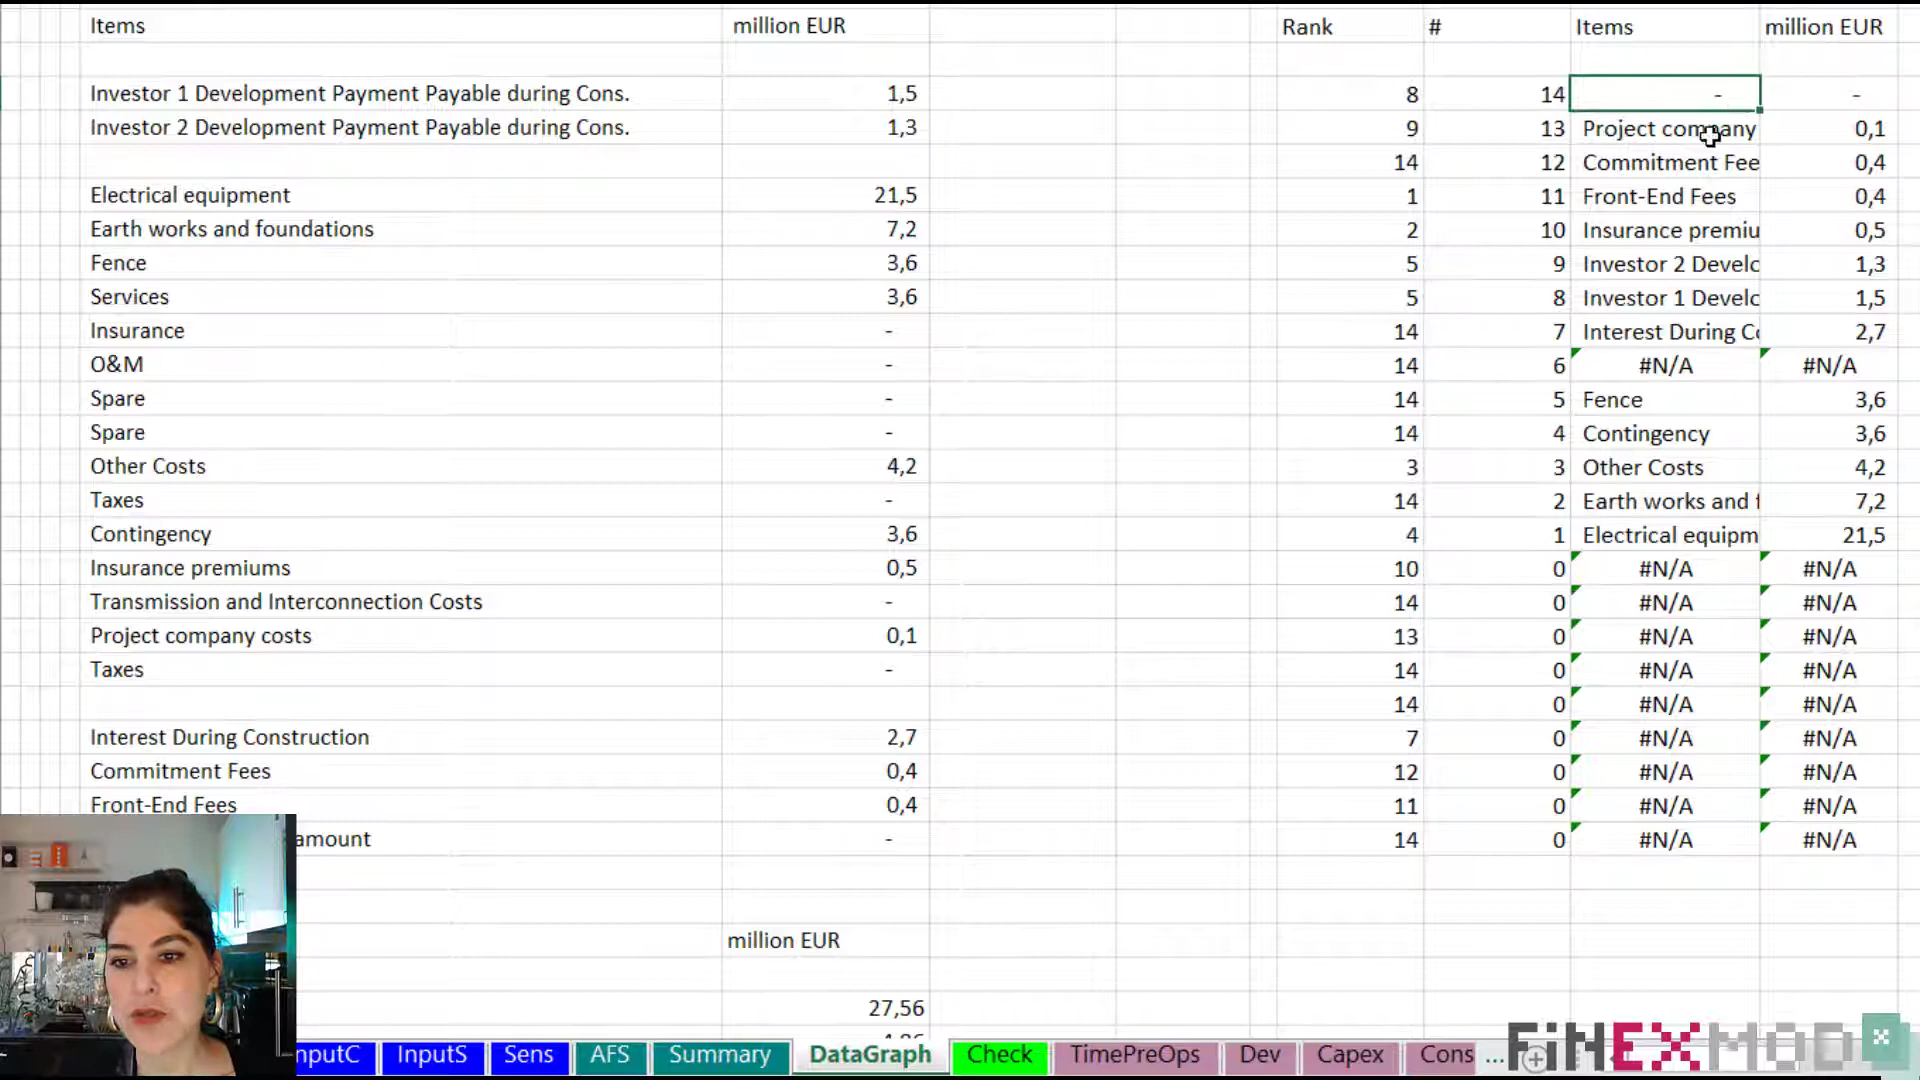 Items million EUR Rank # Items million EUR
Investor 1 Development Payment Payable during Cons. 1,5 8 14 - -
Investor 2 Development Payment Payable during Cons. 1,3 9 13 Project company 0,1
14 12 Commitment Fee 0,4
Electrical equipment 21,5 1 11 Front-End Fees 0,4
Earth works and foundations 7,2 2 10 Insurance premiu 0,5
Fence 3,6 5 9 Investor 2 Develo 1,3
Services 3,6 5 8 Investor 1 Develo 1,5
Insurance - 14 7 Interest During Co 2,7
O&M - 14 6 #N/A #N/A
Spare - 14 5 Fence 3,6
Spare - 14 4 Contingency 3,6
Other Costs 4,2 3 3 Other Costs 4,2
Taxes - 14 2 Earth works and f 7,2
Contingency 3,6 4 1 Electrical equipm 21,5
Insurance premiums 0,5 10 0 #N/A #N/A
Transmission and Interconnection Costs - 14 0 #N/A #N/A
Project company costs 0,1 13 0 #N/A #N/A
Taxes - 14 0 #N/A #N/A
14 0 #N/A #N/A
Interest During Construction 2,7 7 0 #N/A #N/A
Commitment Fees 0,4 12 0 #N/A #N/A
Front-End Fees 0,4 11 0 #N/A #N/A
amount - 14 0 #N/A #N/A
million EUR
27,56
nputC InputS Sens AFS Summary DataGraph Check TimePreOps Dev Capex Cons ...
FiNEXMOD